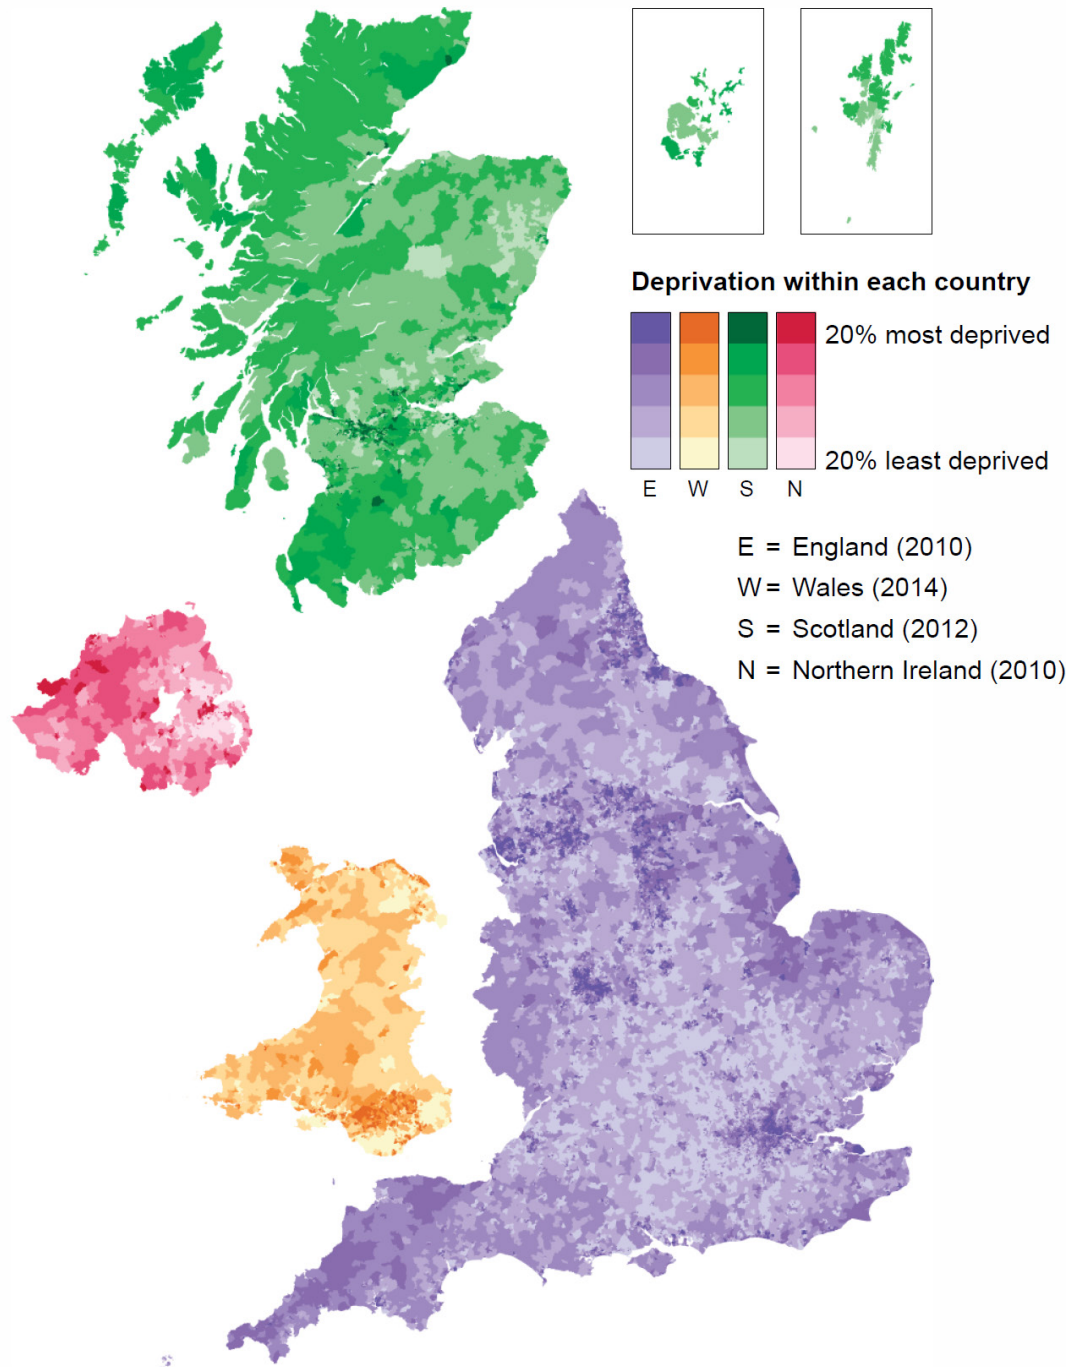 Deprivation within each country
20% most deprived
20% least deprived
E W S N
E = England (2010)
W= Wales (2014)
S = Scotland (2012)
N = Northern Ireland (2010)